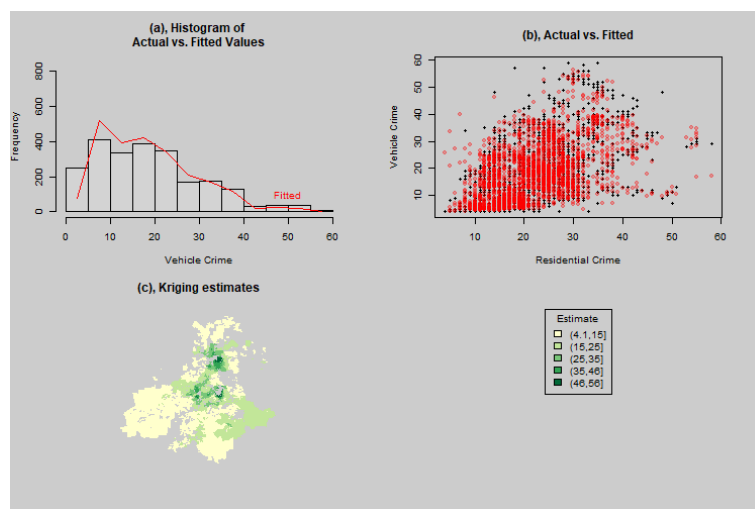 (a), Histogram of
Actual vs. Fitted Values
Frequency
0 200 400 600 800
Fitted
0 10 20 30 40 50 60
Vehicle Crime
(b), Actual vs. Fitted
Vehicle Crime
10 20 30 40 50 60
10 20 30 40 50 60
Residential Crime
(c), Kriging estimates
Estimate
(4.1,15]
(15,25]
(25,35]
(35,46]
(46,56]